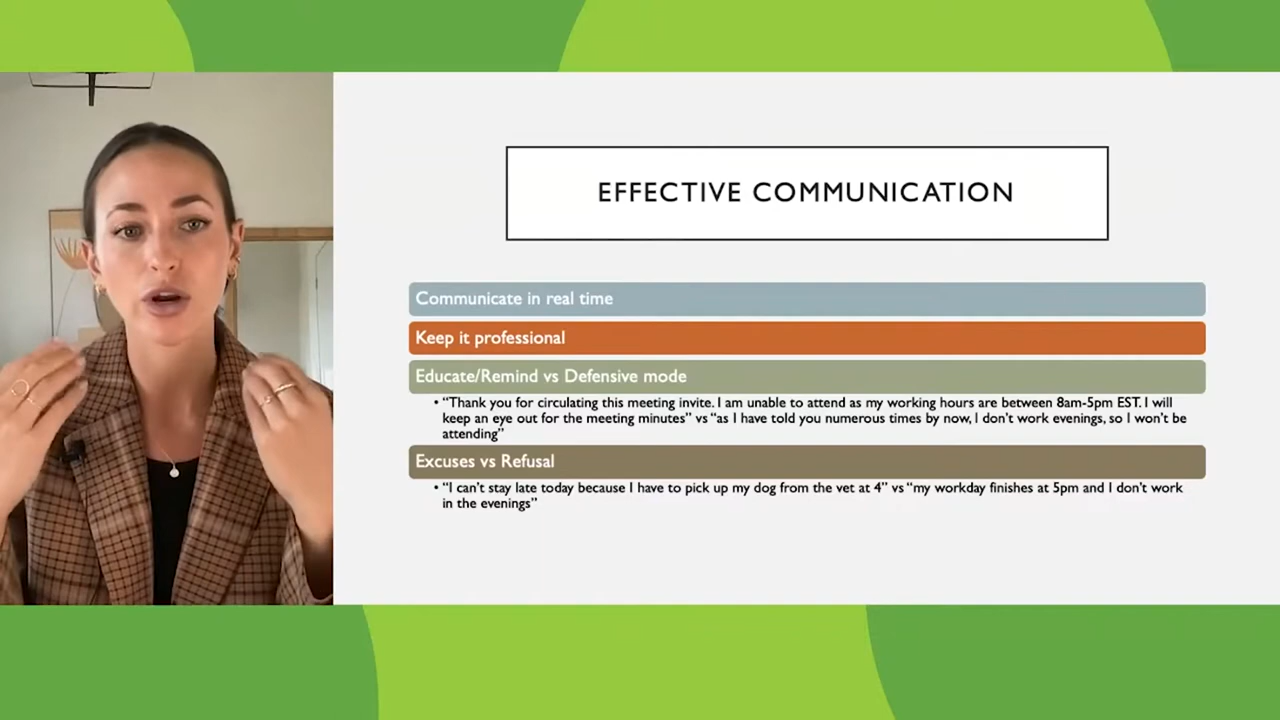 EFFECTIVE COMMUNICATION
Communicate in real time
Keep it professional
Educate/Remind vs Defensive mode
• “Thank you for circulating this meeting invite. I am unable to attend as my working hours are between 8am-5pm EST. I will
keep an eye out for the meeting minutes” vs “as I have told you numerous times by now, I don’t work evenings, so I won’t be
attending”
Excuses vs Refusal
• “I can’t stay late today because I have to pick up my dog from the vet at 4” vs “my workday finishes at 5pm and I don’t work
in the evenings”